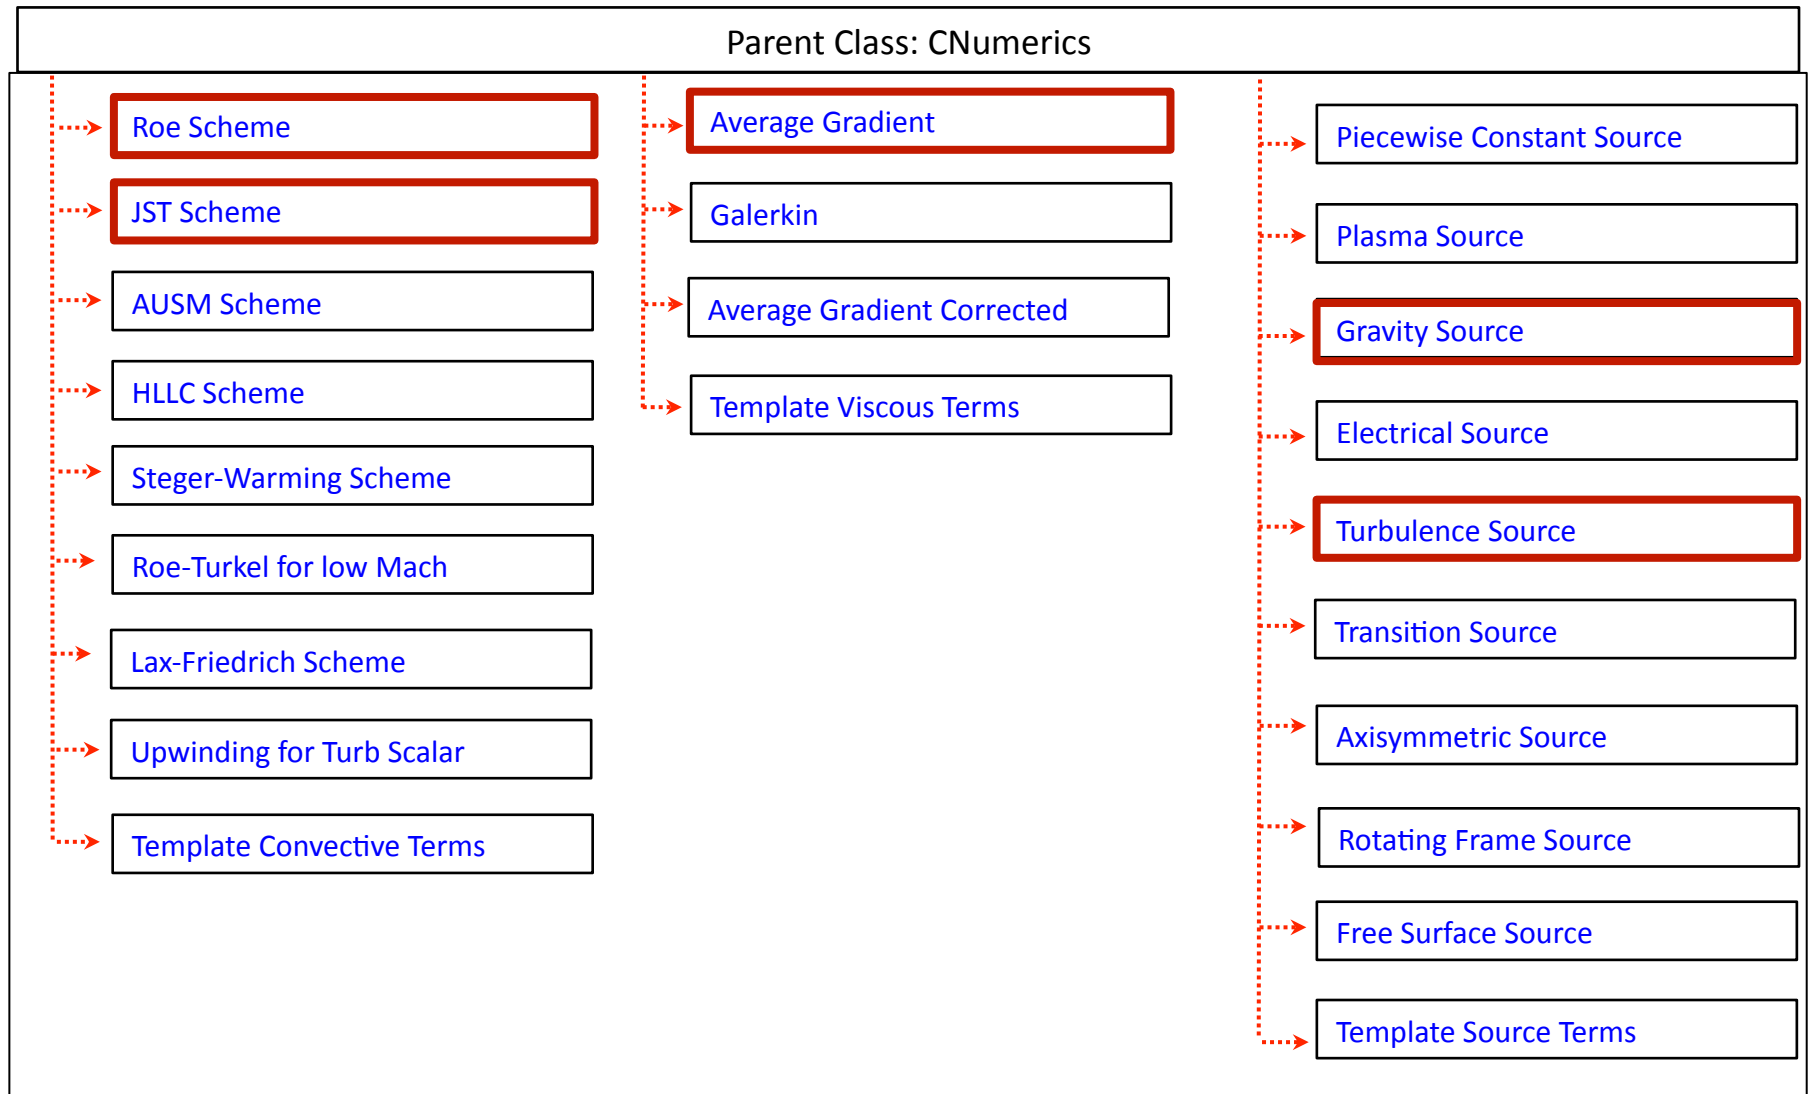 Parent Class: CNumerics
Roe Scheme
JST Scheme
AUSM Scheme
HLLC Scheme
Steger-Warming Scheme
Roe-Turkel for low Mach
Lax-Friedrich Scheme
Upwinding for Turb Scalar
Template Convective Terms
Average Gradient
Galerkin
Average Gradient Corrected
Template Viscous Terms
Piecewise Constant Source
Plasma Source
Gravity Source
Electrical Source
Turbulence Source
Transition Source
Axisymmetric Source
Rotating Frame Source
Free Surface Source
Template Source Terms